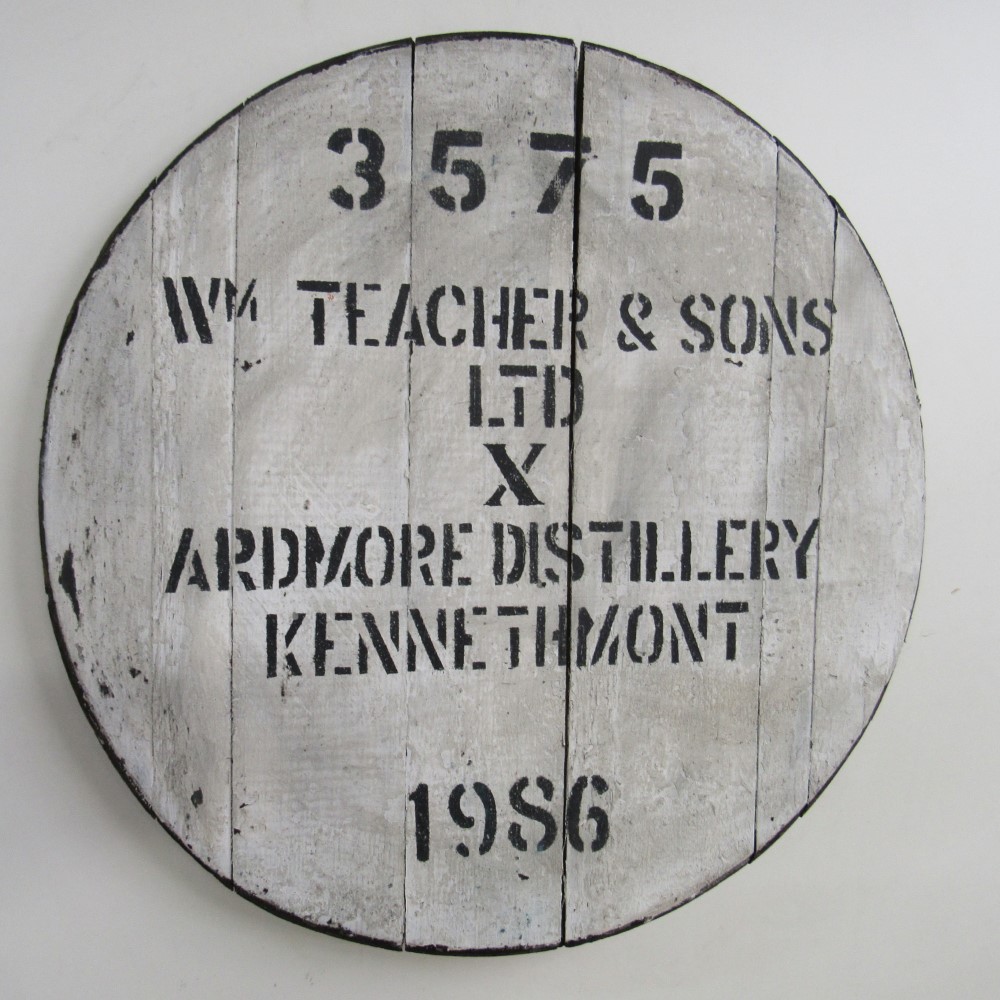 3575
WM TEACHER & SONS
LTD
X
ARDMORE DISTILLERY
KENNETHMONT
1986